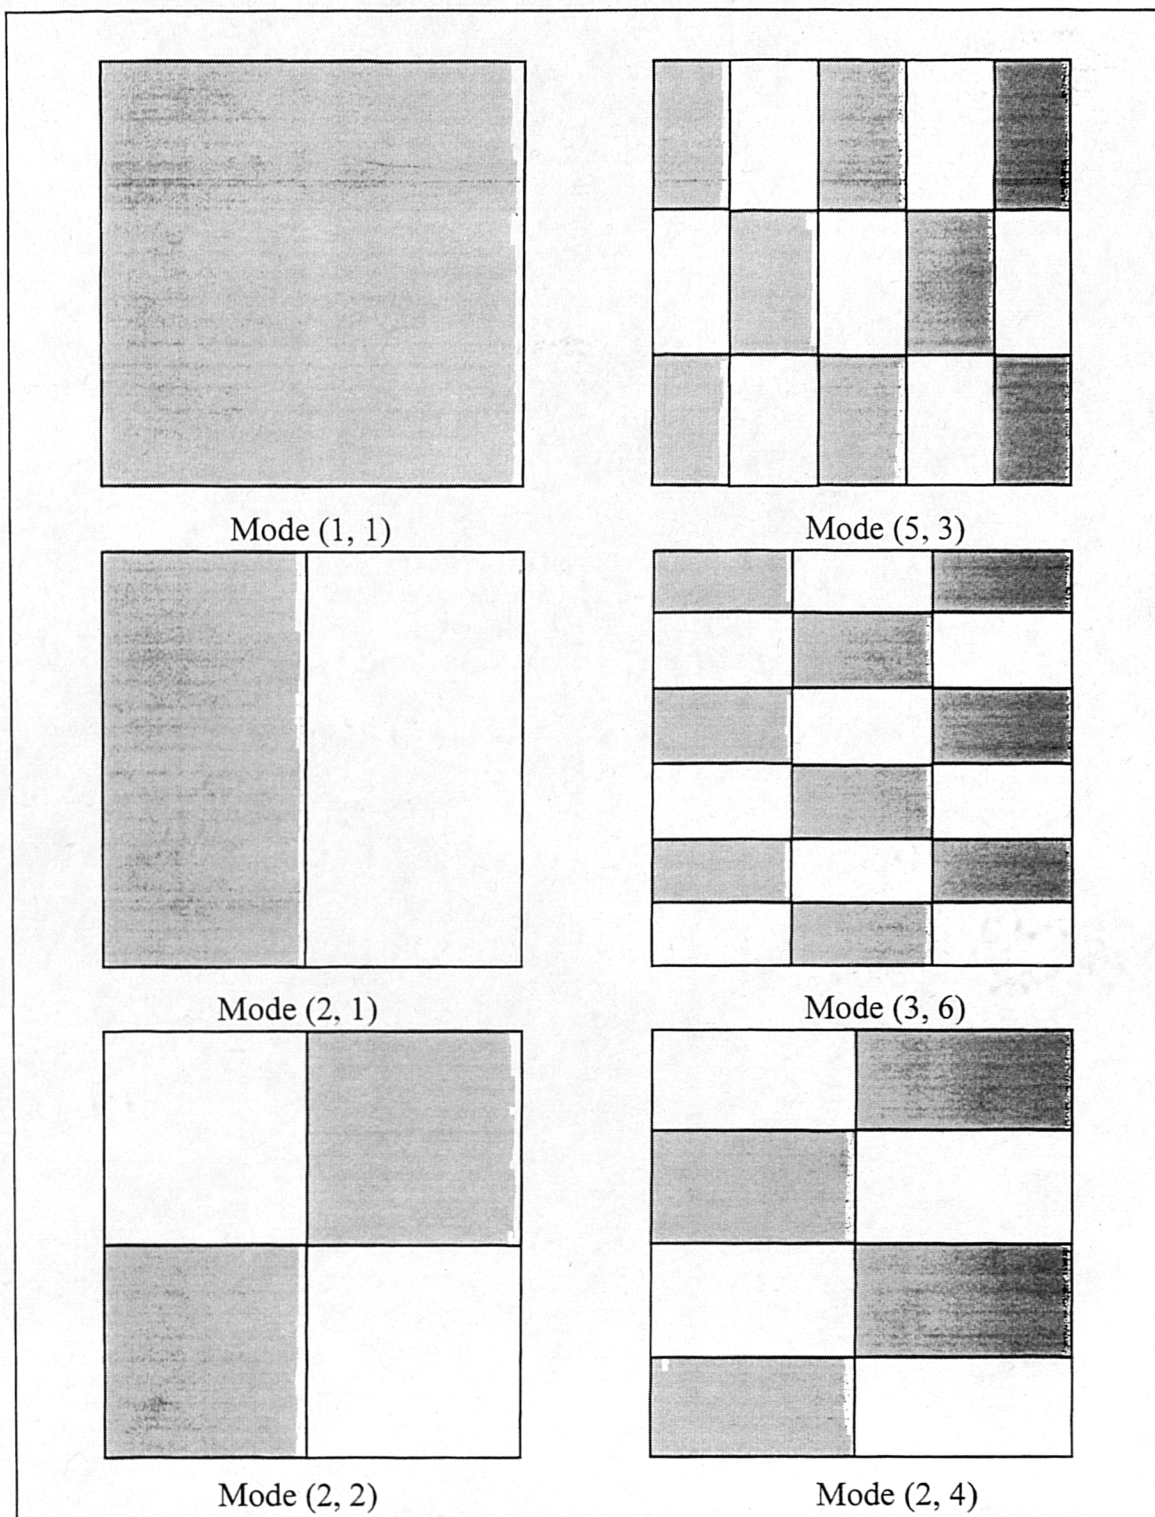 Mode (1, 1)
Mode (5, 3)
Mode (2, 1)
Mode (3, 6)
Mode (2, 2)
Mode (2, 4)